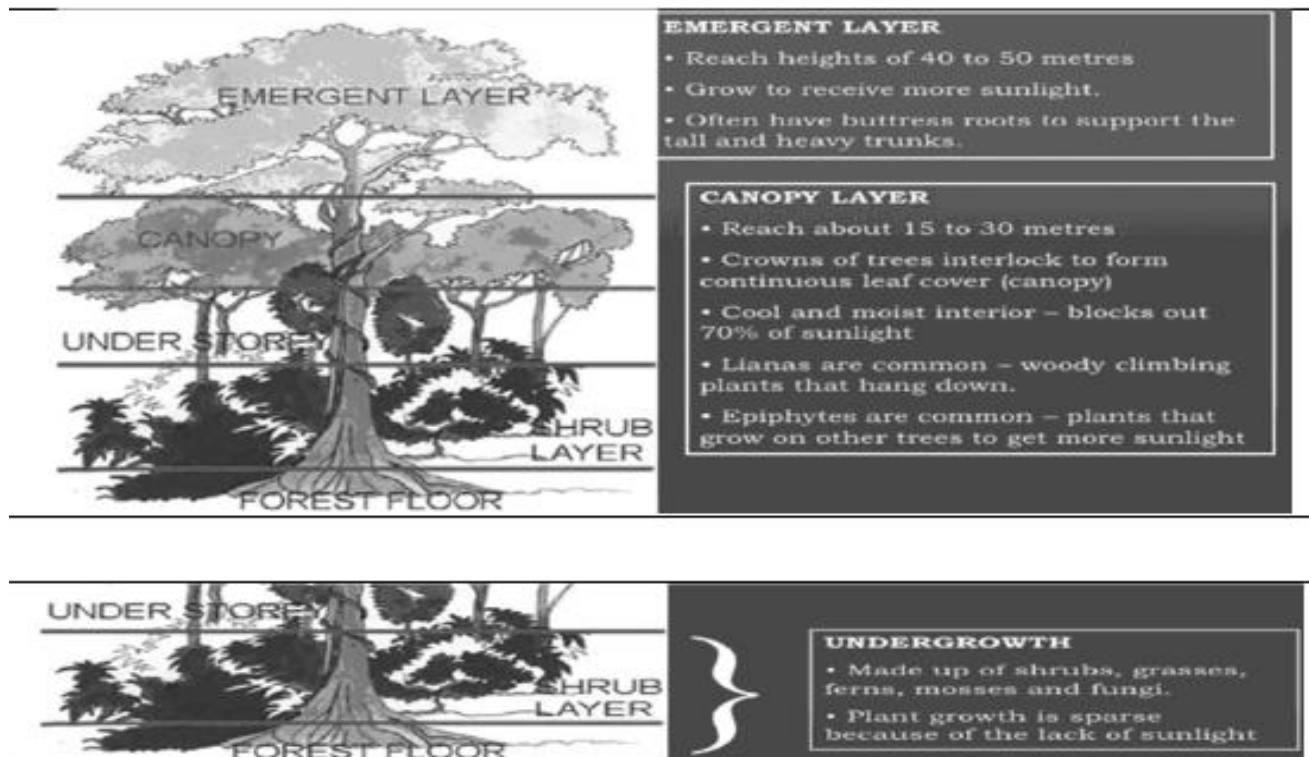 EMERGENT LAYER
CANOPY
UNDER STOREY
SHRUB
LAYER
FOREST FLOOR
EMERGENT LAYER
• Reach heights of 40 to 50 metres
• Grow to receive more sunlight.
• Often have buttress roots to support the
tall and heavy trunks.
CANOPY LAYER
• Reach about 15 to 30 metres
• Crowns of trees interlock to form
continuous leaf cover (canopy)
• Cool and moist interior – blocks out
70% of sunlight
• Lianas are common – woody climbing
plants that hang down.
• Epiphytes are common – plants that
grow on other trees to get more sunlight
UNDER STOREY
SHRUB
LAYER
FOREST FLOOR
UNDERGROWTH
• Made up of shrubs, grasses,
ferns, mosses and fungi.
• Plant growth is sparse
because of the lack of sunlight